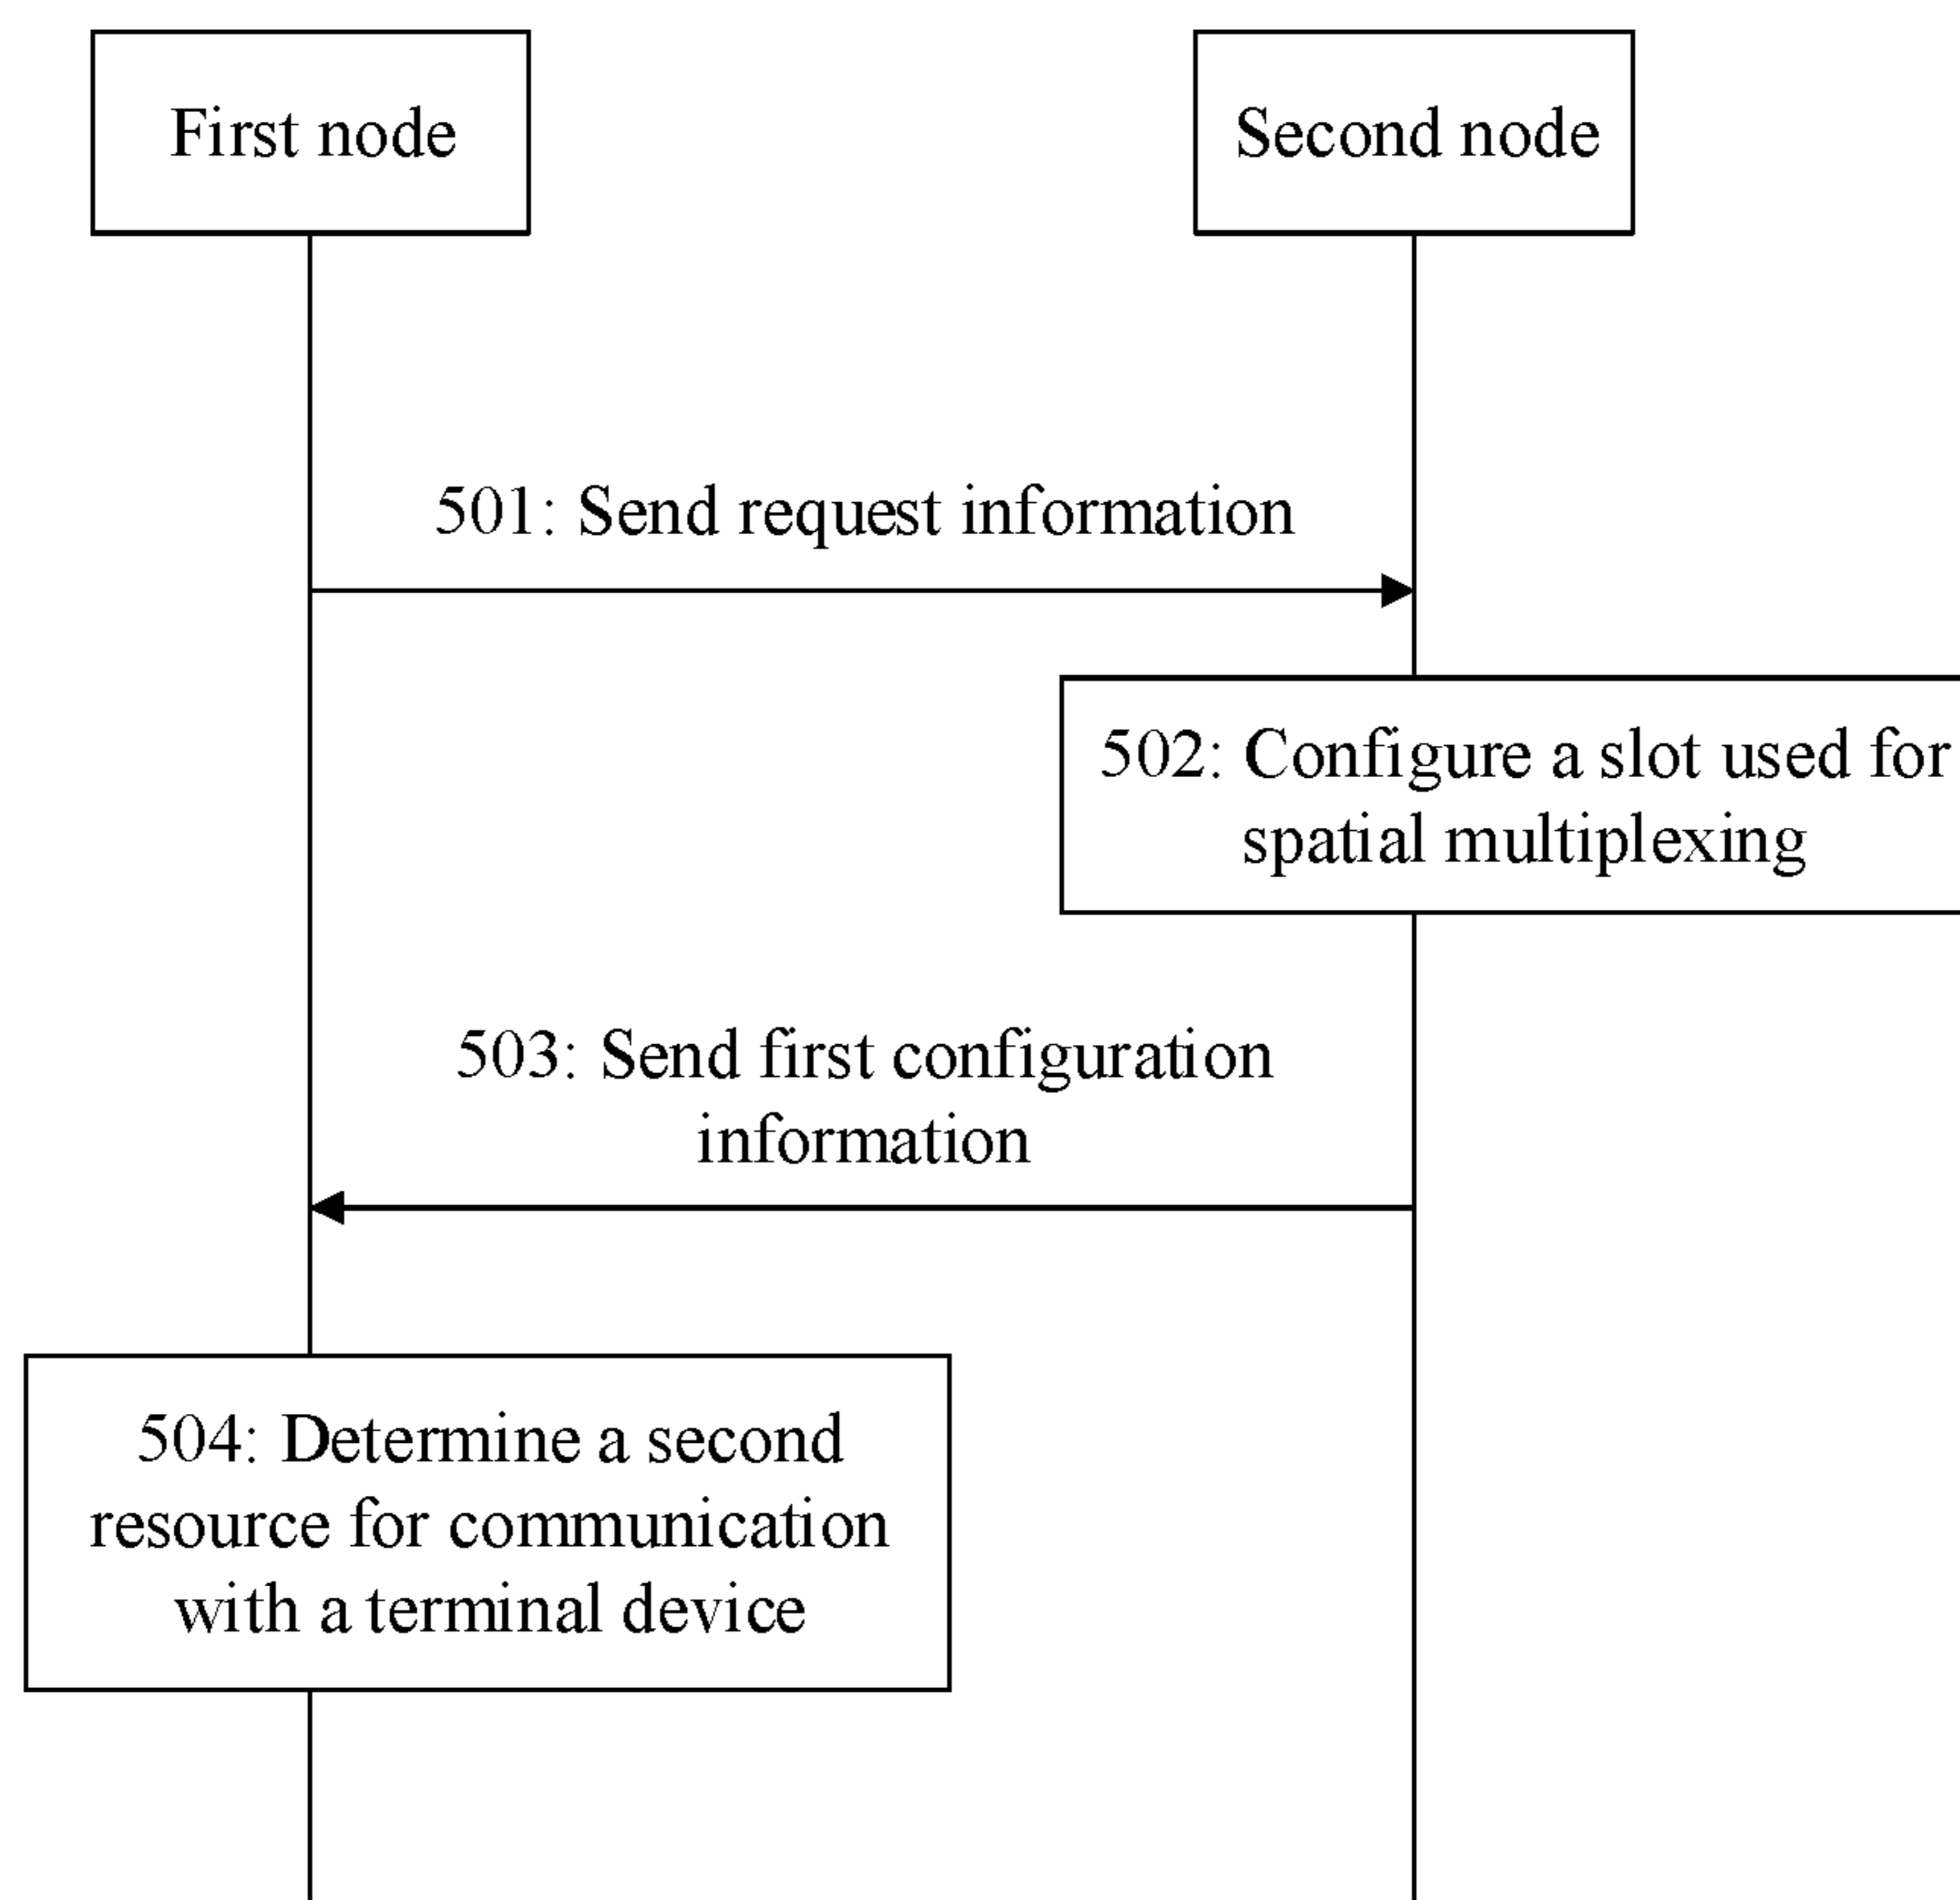 First node
Second node
501: Send request information
502: Configure a slot used for
spatial multiplexing
503: Send first configuration
information
504: Determine a second
resource for communication
with a terminal device